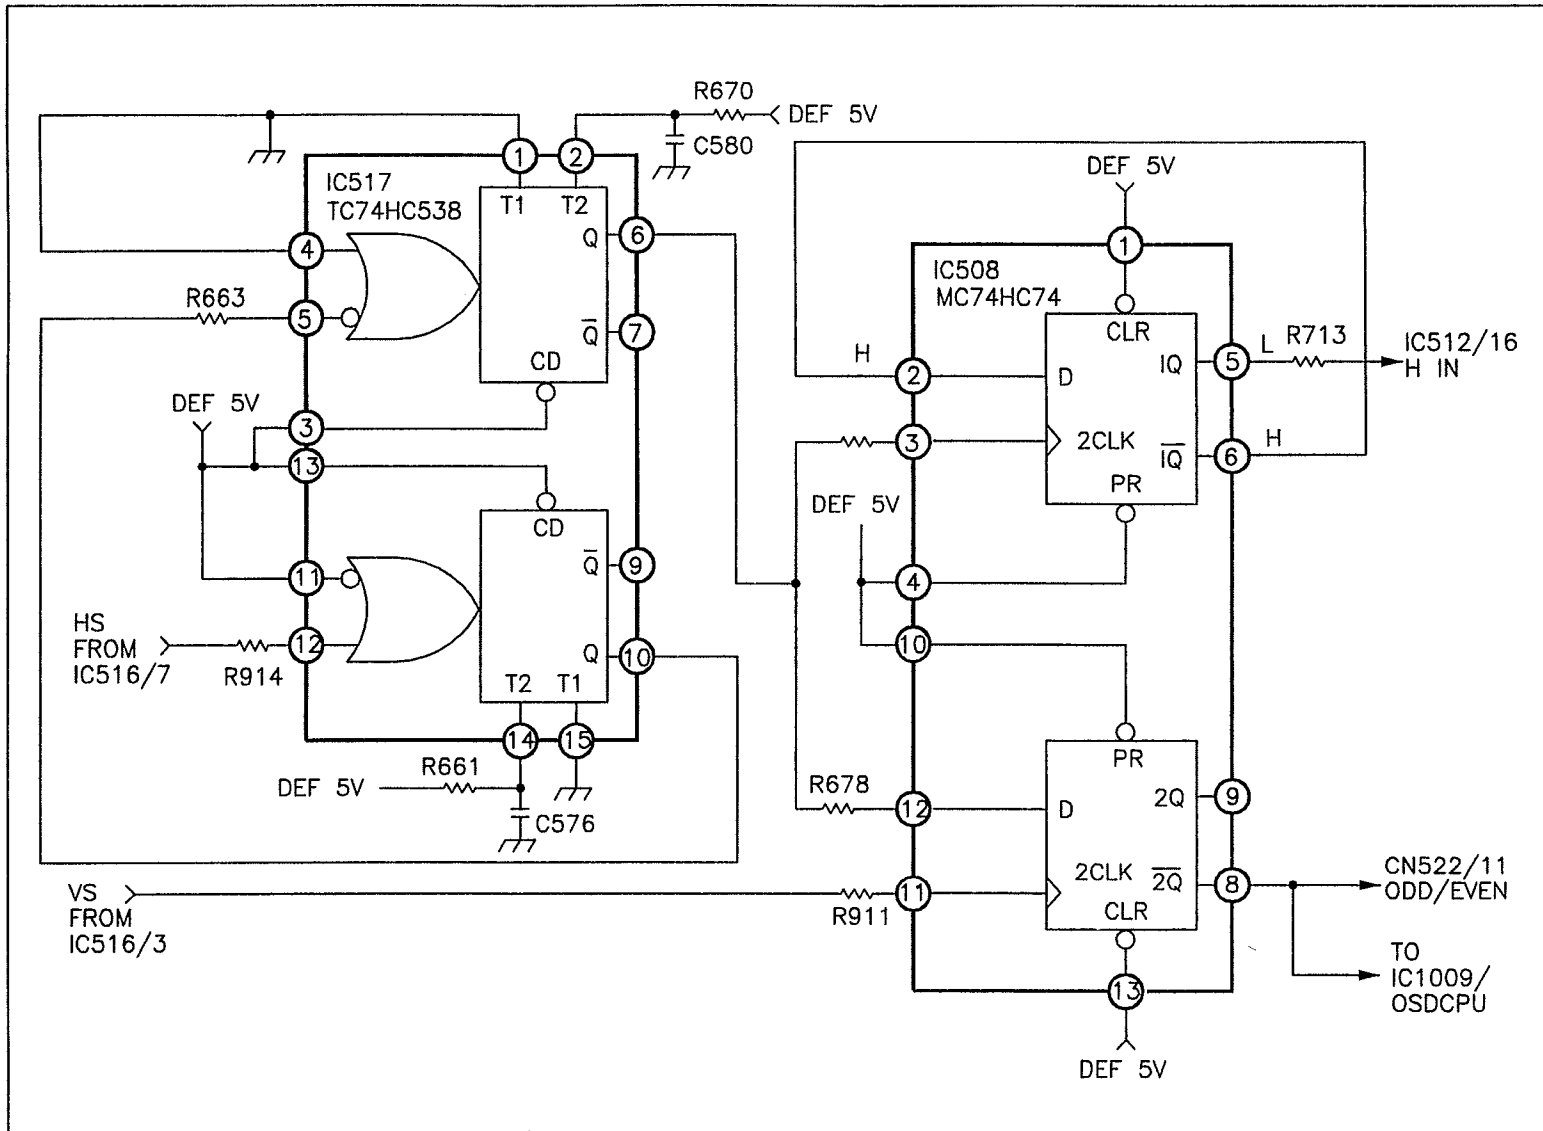 R670
DEF 5V
C580
1
2
IC517
TC74HC538
T1
T2
4
Q
6
R663
5
Q̅
7
CD
DEF 5V
3
13
CD
11
Q̅
9
HS
FROM
IC516/7
R914
12
Q
10
T2
T1
14
15
R661
DEF 5V
C576
VS
FROM
IC516/3
DEF 5V
1
IC508
MC74HC74
CLR
H
2
D
IQ
5
L
R713
IC512/16
H IN
3
2CLK
I̅Q̅
6
H
PR
DEF 5V
4
10
PR
R678
12
D
2Q
9
R911
11
2CLK
2̅Q̅
8
CLR
CN522/11
ODD/EVEN
TO
IC1009/
OSDCPU
13
DEF 5V